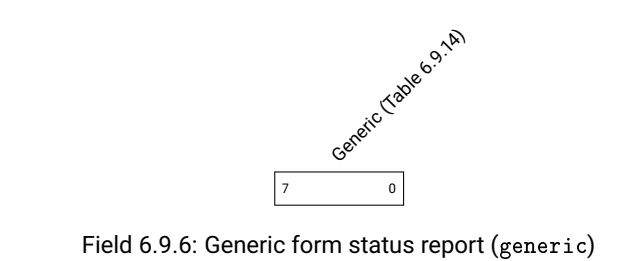 Generic (Table 6.9.14)
7 0
Field 6.9.6: Generic form status report (generic)